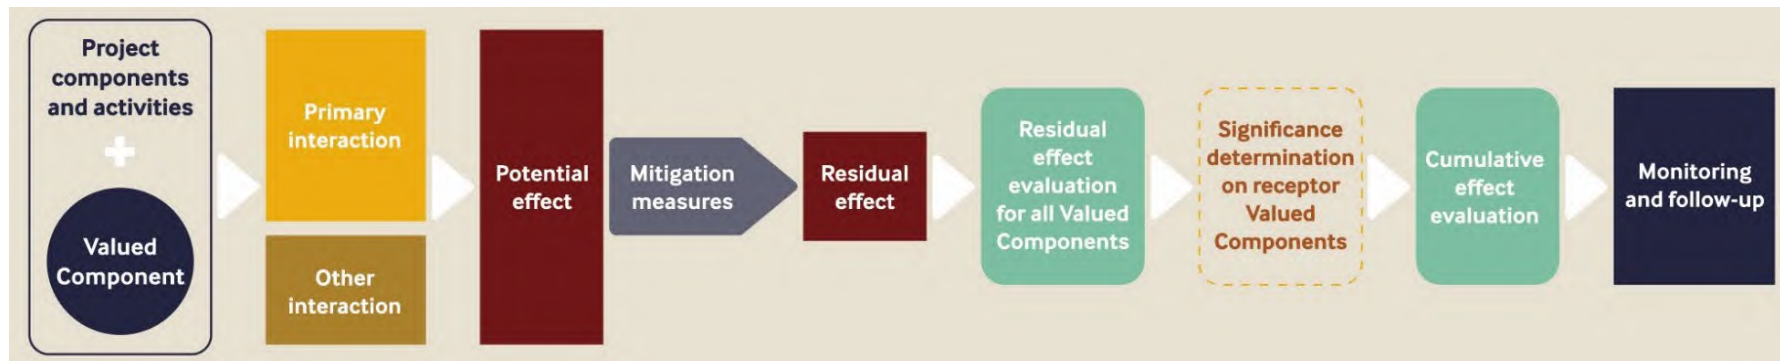 Project
components
and activities
+
Valued
Component
Primary
interaction
Other
interaction
Potential
effect
Mitigation
measures
Residual
effect
Residual
effect
evaluation
for all Valued
Components
Significance
determination
on receptor
Valued
Components
Cumulative
effect
evaluation
Monitoring
and follow-up